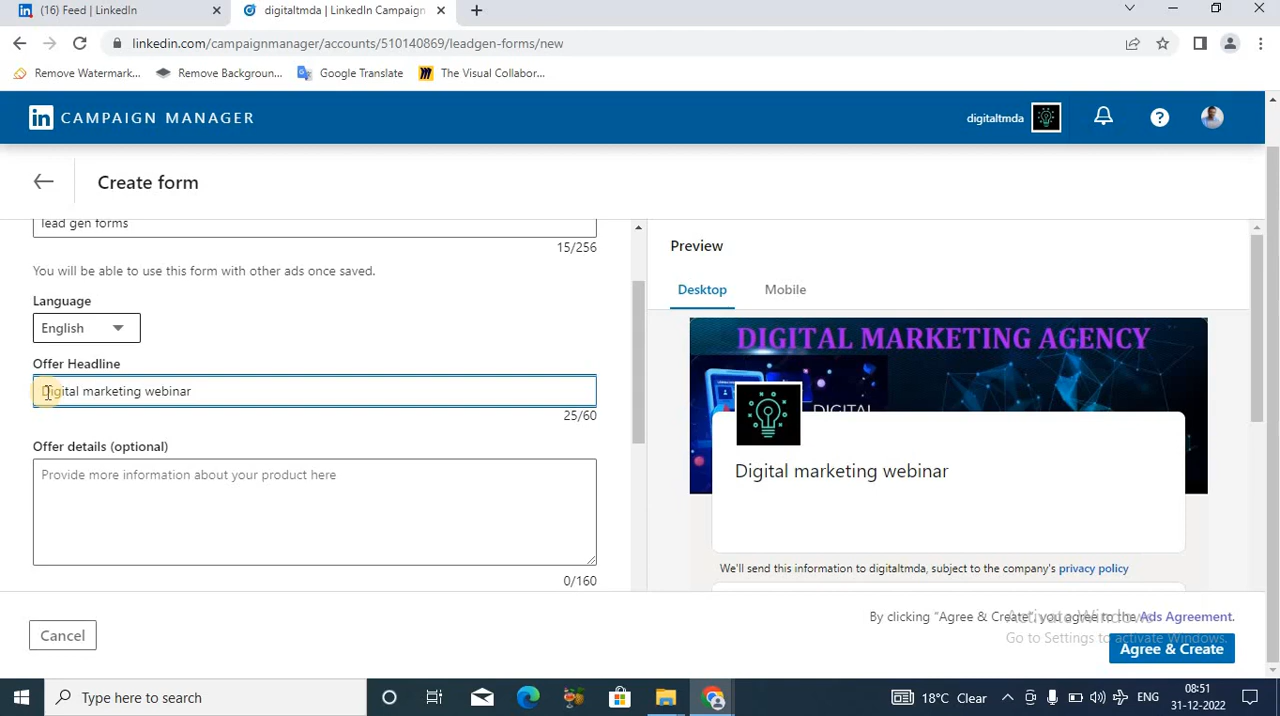 (16) Feed | LinkedIn
digitaltmda | LinkedIn Campaign
linkedin.com/campaignmanager/accounts/510140869/leadgen-forms/new
Remove Watermark...
Remove Backgroun...
Google Translate
The Visual Collabor...
in CAMPAIGN MANAGER
digitaltmda
Create form
lead gen forms
15/256
You will be able to use this form with other ads once saved.
Language
English
Offer Headline
Digital marketing webinar
25/60
Offer details (optional)
Provide more information about your product here
0/160
Preview
Desktop
Mobile
DIGITAL MARKETING AGENCY
DIGITAL
Digital marketing webinar
We'll send this information to digitaltmda, subject to the company's privacy policy
By clicking "Agree & Create", you agree to the Ads Agreement.
Activate Windows
Go to Settings to activate Windows.
Cancel
Agree & Create
Type here to search
18°C Clear
ENG
08:51
31-12-2022